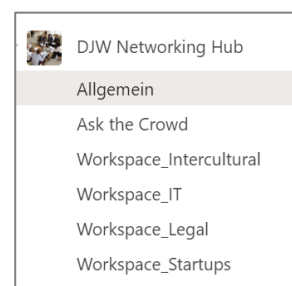 DJW Networking Hub
Allgemein
Ask the Crowd
Workspace_Intercultural
Workspace_IT
Workspace_Legal
Workspace_Startups